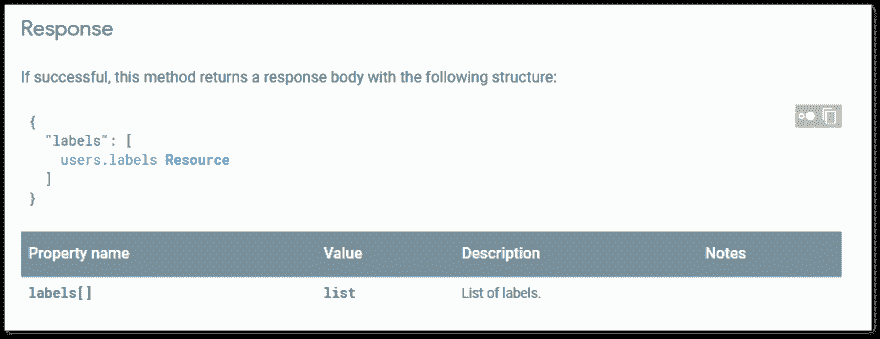 Response
If successful, this method returns a response body with the following structure:
{
"labels": [
users.labels Resource
]
}
Property name Value Description Notes
labels[] list List of labels.